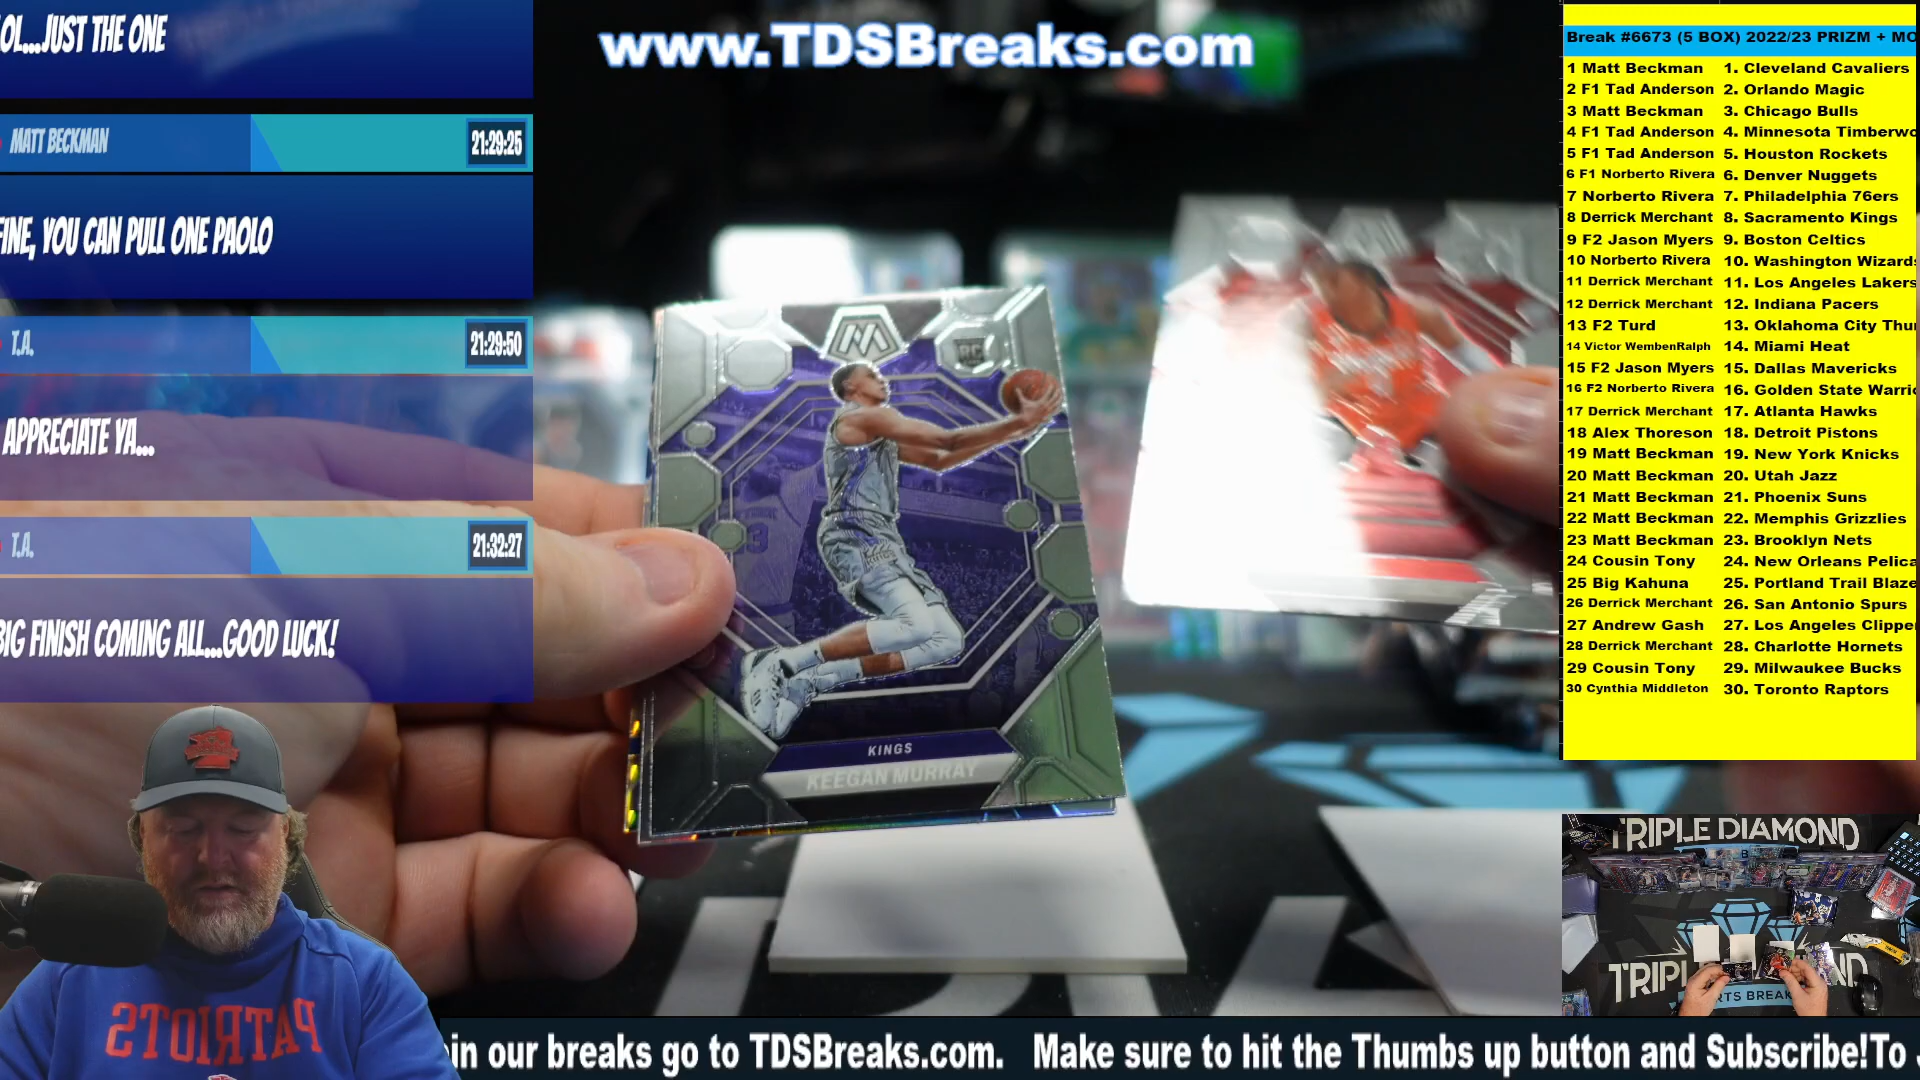 OL...JUST THE ONE
MATT BECKMAN
21:29:25
FINE, YOU CAN PULL ONE PAOLO
T.A.
21:29:50
APPRECIATE YA...
T.A.
21:32:27
BIG FINISH COMING ALL...GOOD LUCK!
www.TDSBreaks.com
RC
KINGS
KEEGAN MURRAY
PATRIOTS
Break #6673 (5 BOX) 2022/23 PRIZM + MO
1 Matt Beckman 1. Cleveland Cavaliers
2 F1 Tad Anderson 2. Orlando Magic
3 Matt Beckman 3. Chicago Bulls
4 F1 Tad Anderson 4. Minnesota Timberwo
5 F1 Tad Anderson 5. Houston Rockets
6 F1 Norberto Rivera 6. Denver Nuggets
7 Norberto Rivera 7. Philadelphia 76ers
8 Derrick Merchant 8. Sacramento Kings
9 F2 Jason Myers 9. Boston Celtics
10 Norberto Rivera 10. Washington Wizards
11 Derrick Merchant 11. Los Angeles Lakers
12 Derrick Merchant 12. Indiana Pacers
13 F2 Turd 13. Oklahoma City Thu
14 Victor WembenRalph 14. Miami Heat
15 F2 Jason Myers 15. Dallas Mavericks
16 F2 Norberto Rivera 16. Golden State Warrio
17 Derrick Merchant 17. Atlanta Hawks
18 Alex Thoreson 18. Detroit Pistons
19 Matt Beckman 19. New York Knicks
20 Matt Beckman 20. Utah Jazz
21 Matt Beckman 21. Phoenix Suns
22 Matt Beckman 22. Memphis Grizzlies
23 Matt Beckman 23. Brooklyn Nets
24 Cousin Tony 24. New Orleans Pelica
25 Big Kahuna 25. Portland Trail Blaze
26 Derrick Merchant 26. San Antonio Spurs
27 Andrew Gash 27. Los Angeles Clippe
28 Derrick Merchant 28. Charlotte Hornets
29 Cousin Tony 29. Milwaukee Bucks
30 Cynthia Middleton 30. Toronto Raptors
TRIPLE DIAMOND
TRIPL ND
RTS BREA
in our breaks go to TDSBreaks.com. Make sure to hit the Thumbs up button and Subscribe!To J